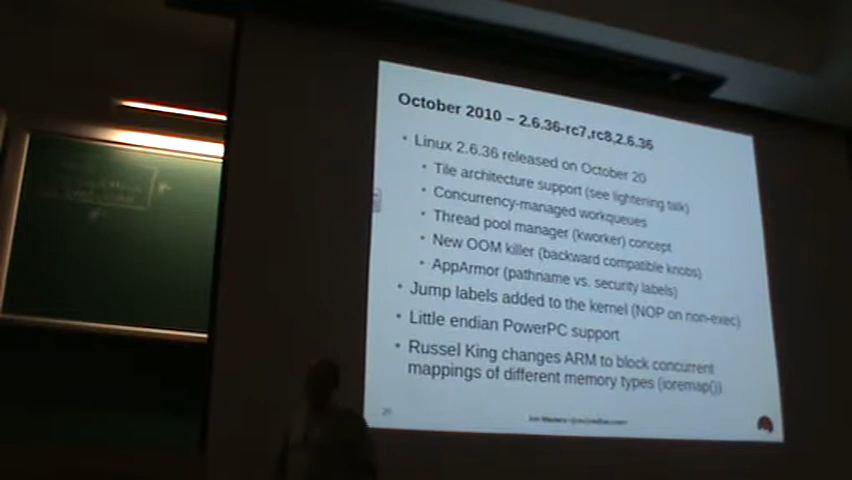 October 2010 – 2.6.36-rc7,rc8,2.6.36
• Linux 2.6.36 released on October 20
• Tile architecture support (see lightening talk)
• Concurrency-managed workqueues
• Thread pool manager (kworker) concept
• New OOM killer (backward compatible knobs)
• AppArmor (pathname vs. security labels)
• Jump labels added to the kernel (NOP on non-exec)
• Little endian PowerPC support
• Russel King changes ARM to block concurrent
mappings of different memory types (ioremap())